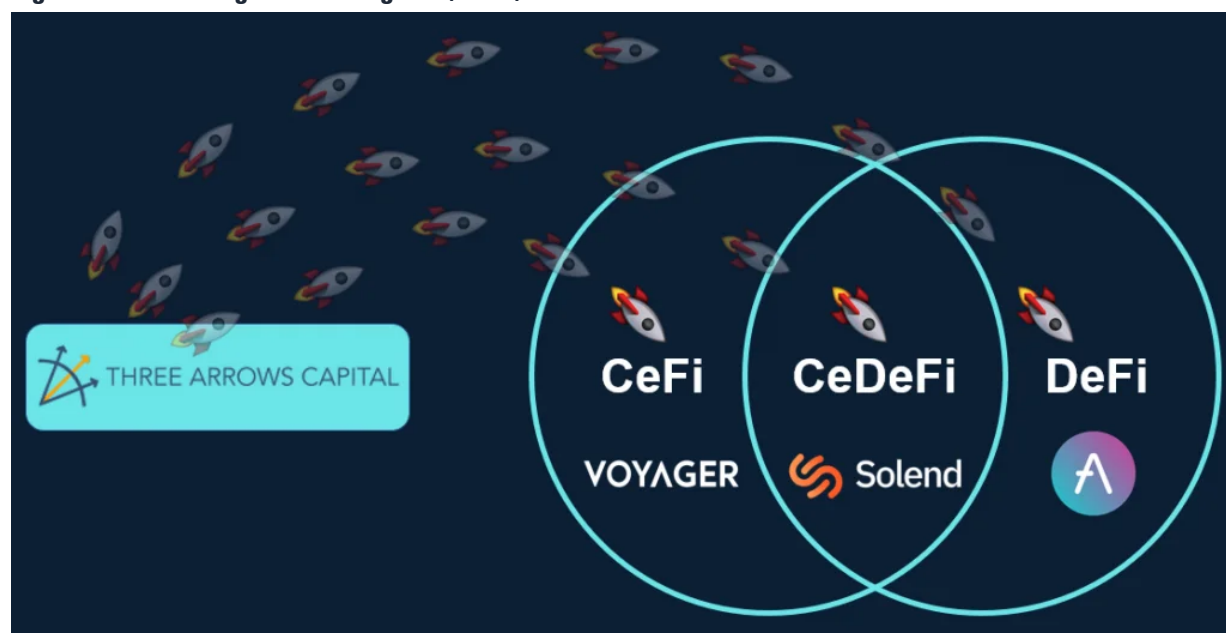 THREE ARROWS CAPITAL
CeFi
CeDeFi
DeFi
VOYAGER
Solend